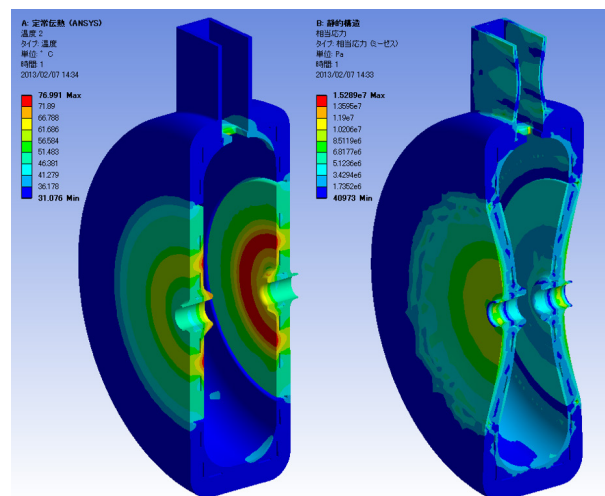 A: 定常伝熱 (ANSYS)
温度 2
タイプ: 温度
単位: ° C
時間: 1
2013/02/07 14:34
76.991 Max
71.89
66.788
61.686
56.584
51.483
46.381
41.279
36.178
31.076 Min
B: 静的構造
相当応力
タイプ: 相当応力 (ミーゼス)
単位: Pa
時間: 1
2013/02/07 14:33
1.5289e7 Max
1.3595e7
1.19e7
1.0206e7
8.5119e6
6.8177e6
5.1236e6
3.4294e6
1.7352e6
40973 Min